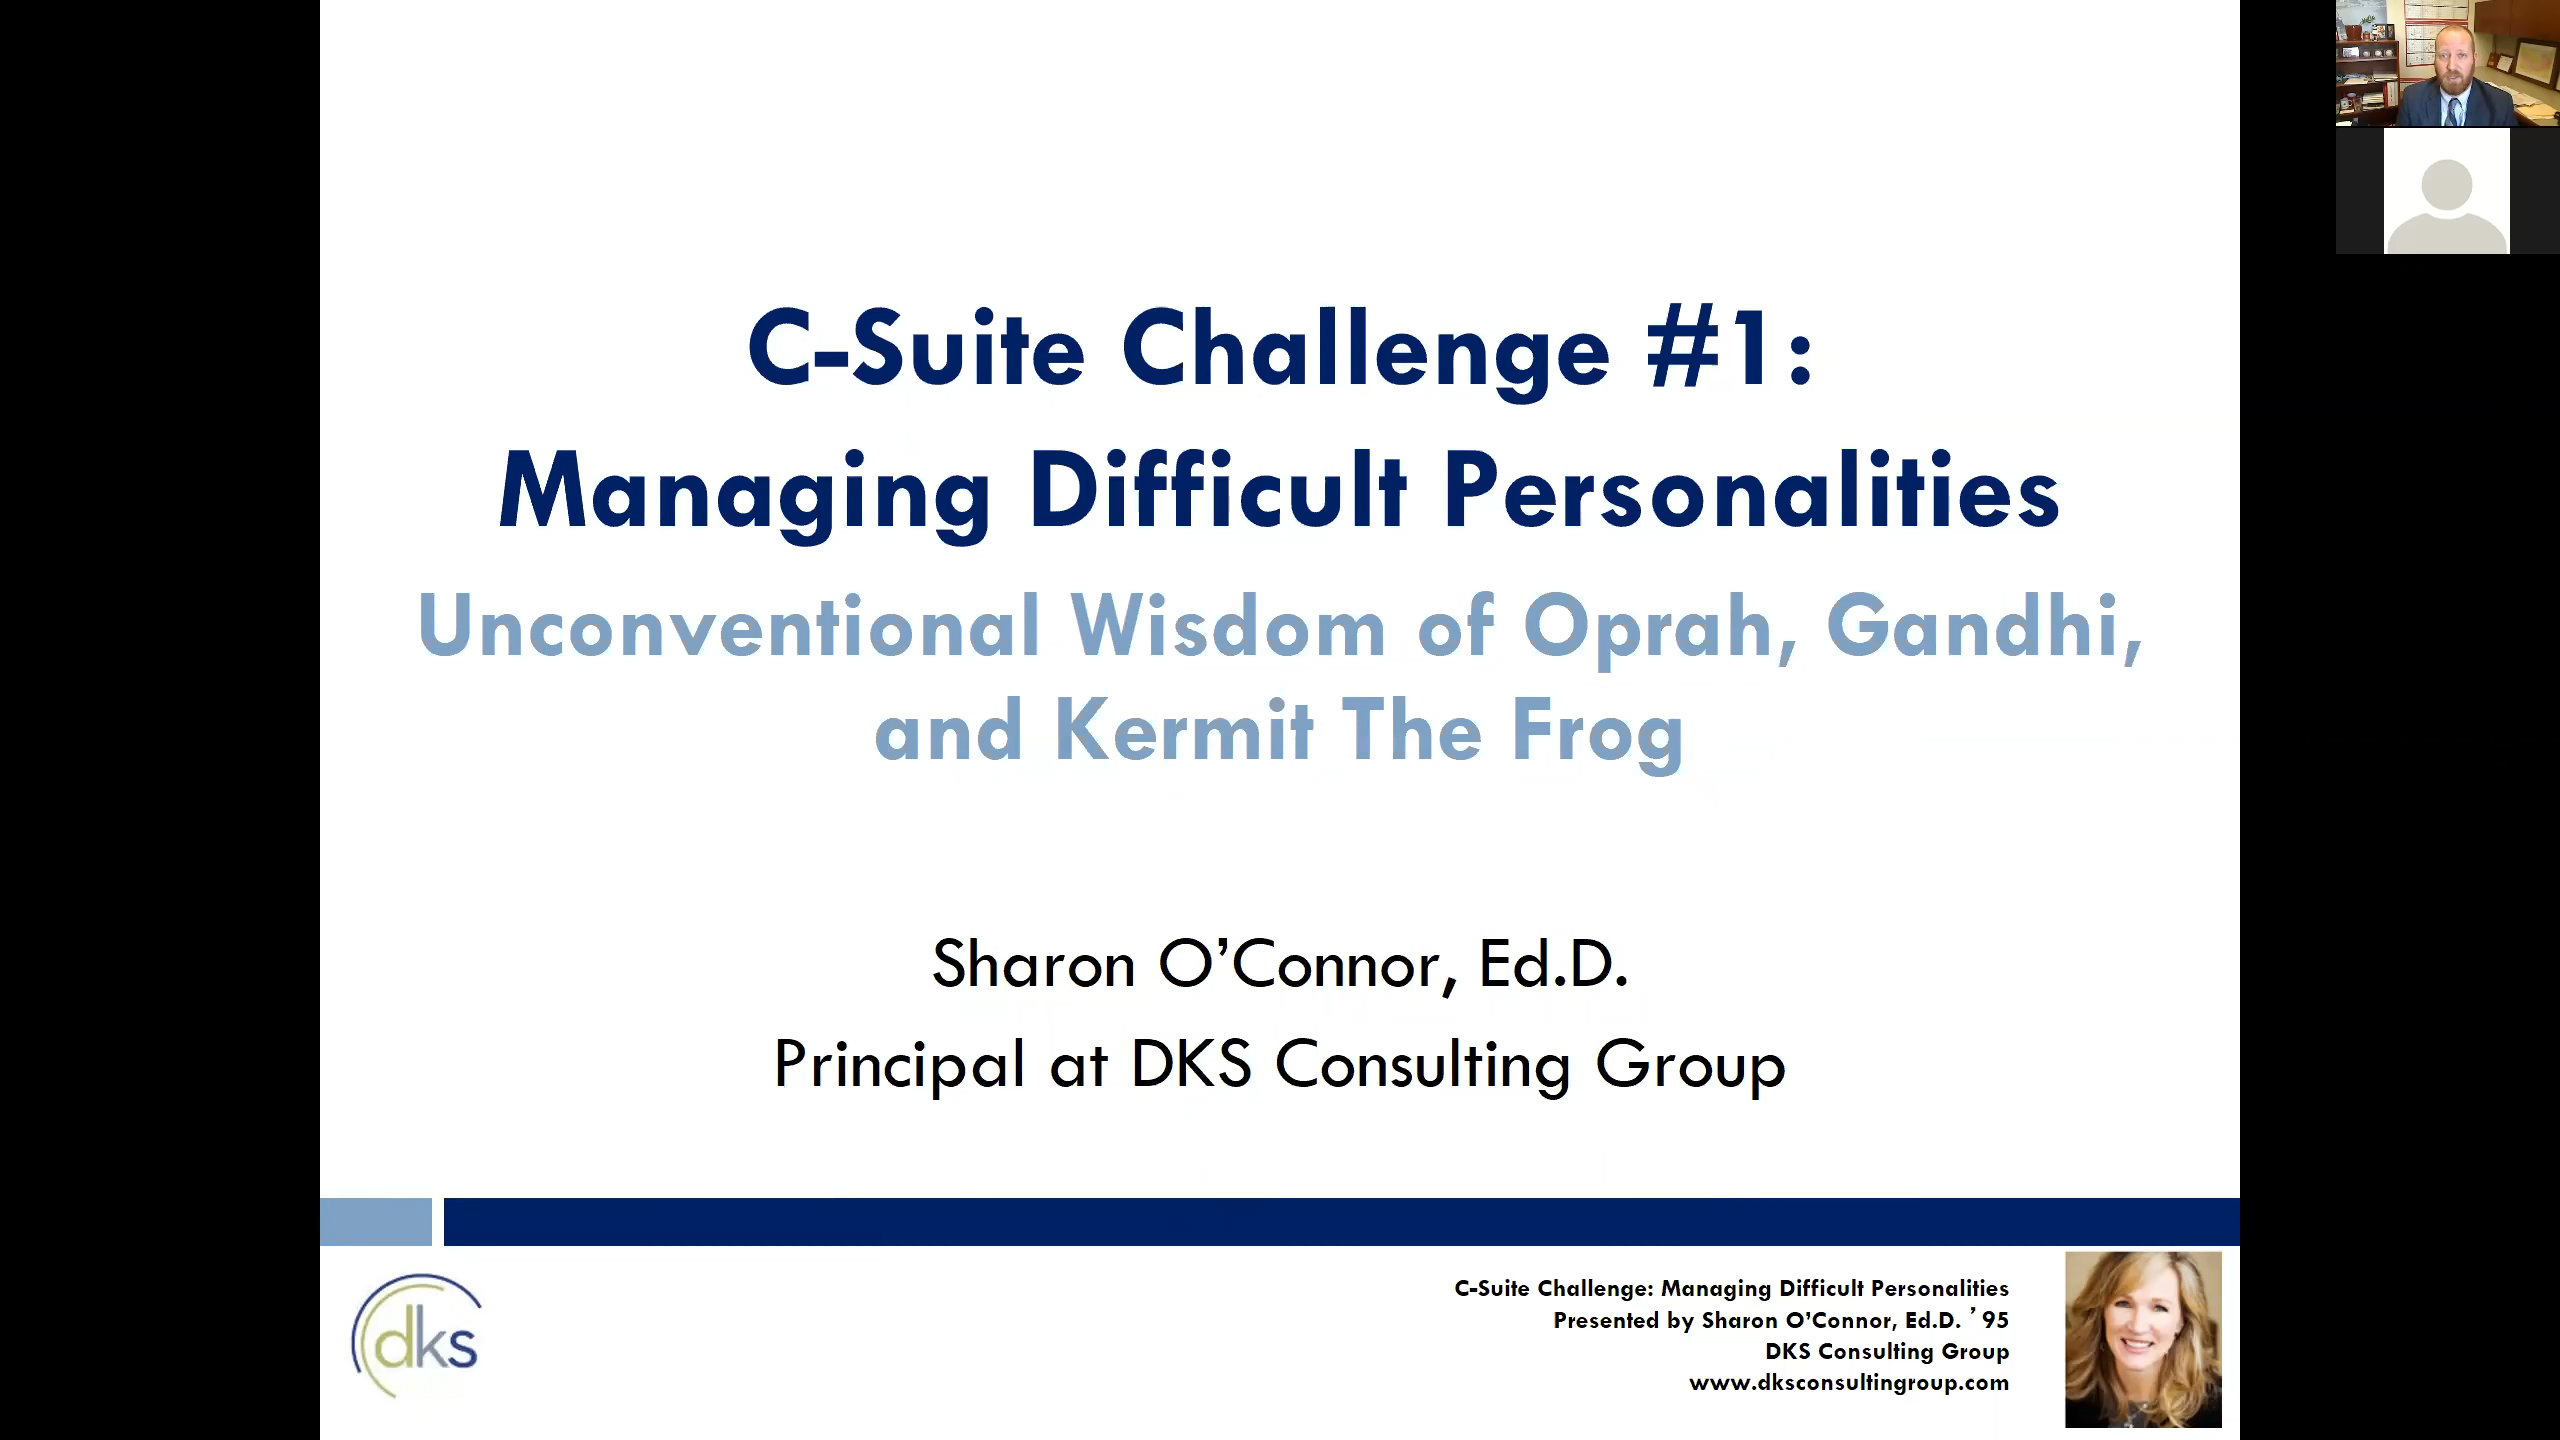 C-Suite Challenge #1:
Managing Difficult Personalities
Unconventional Wisdom of Oprah, Gandhi,
and Kermit The Frog
Sharon O’Connor, Ed.D.
Principal at DKS Consulting Group
dks
C-Suite Challenge: Managing Difficult Personalities
Presented by Sharon O’Connor, Ed.D. ’95
DKS Consulting Group
www.dksconsultingroup.com